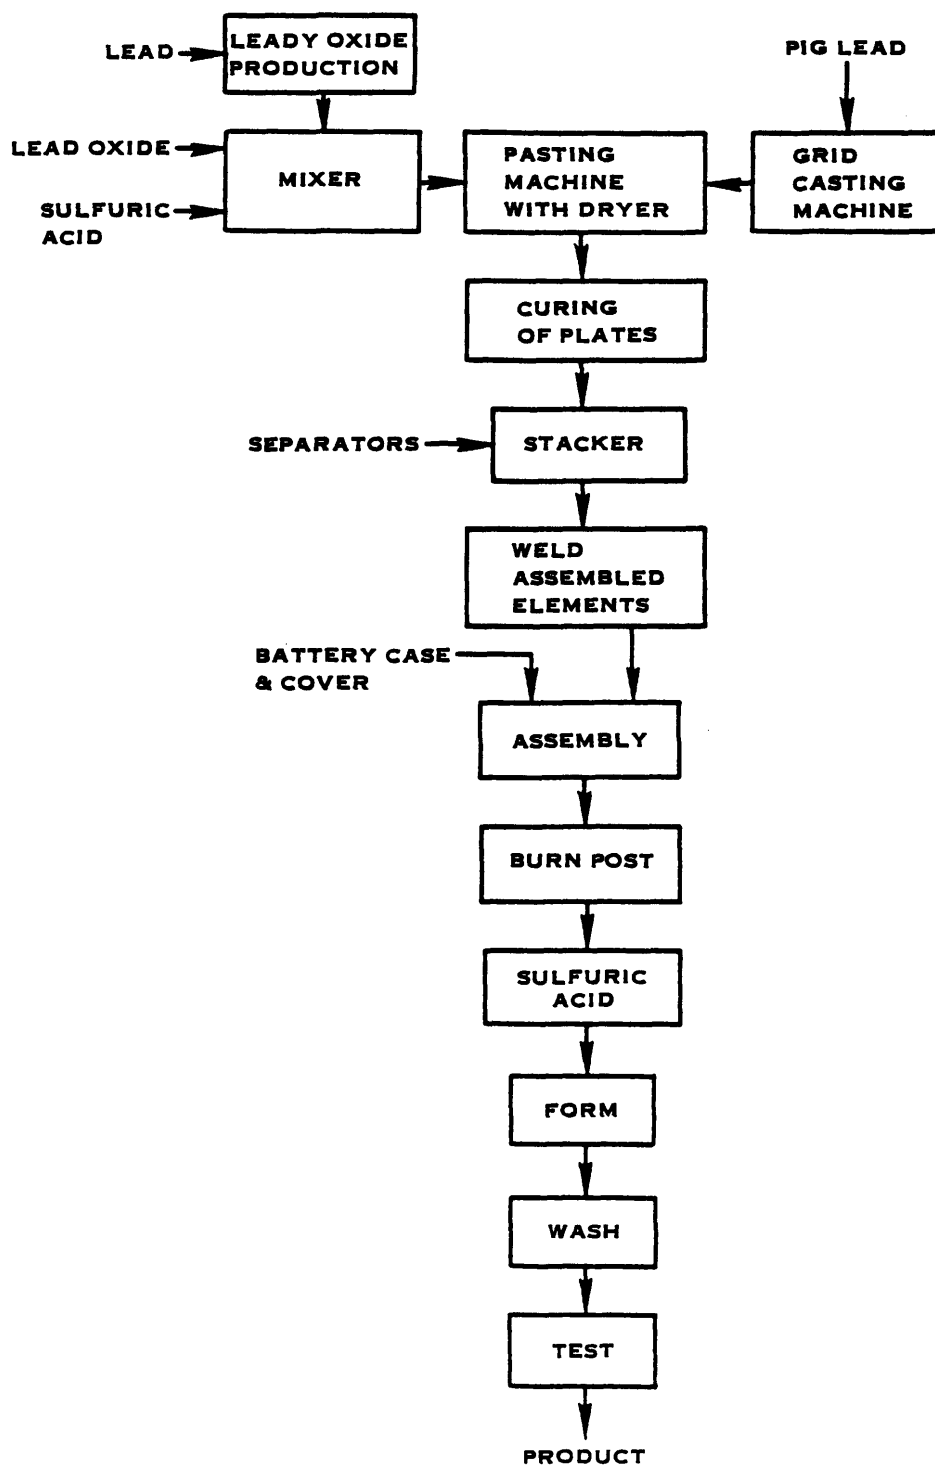 LEAD
LEADY OXIDE
PRODUCTION
PIG LEAD
LEAD OXIDE
SULFURIC
ACID
MIXER
PASTING
MACHINE
WITH DRYER
GRID
CASTING
MACHINE
CURING
OF PLATES
SEPARATORS
STACKER
WELD
ASSEMBLED
ELEMENTS
BATTERY CASE
& COVER
ASSEMBLY
BURN POST
SULFURIC
ACID
FORM
WASH
TEST
PRODUCT